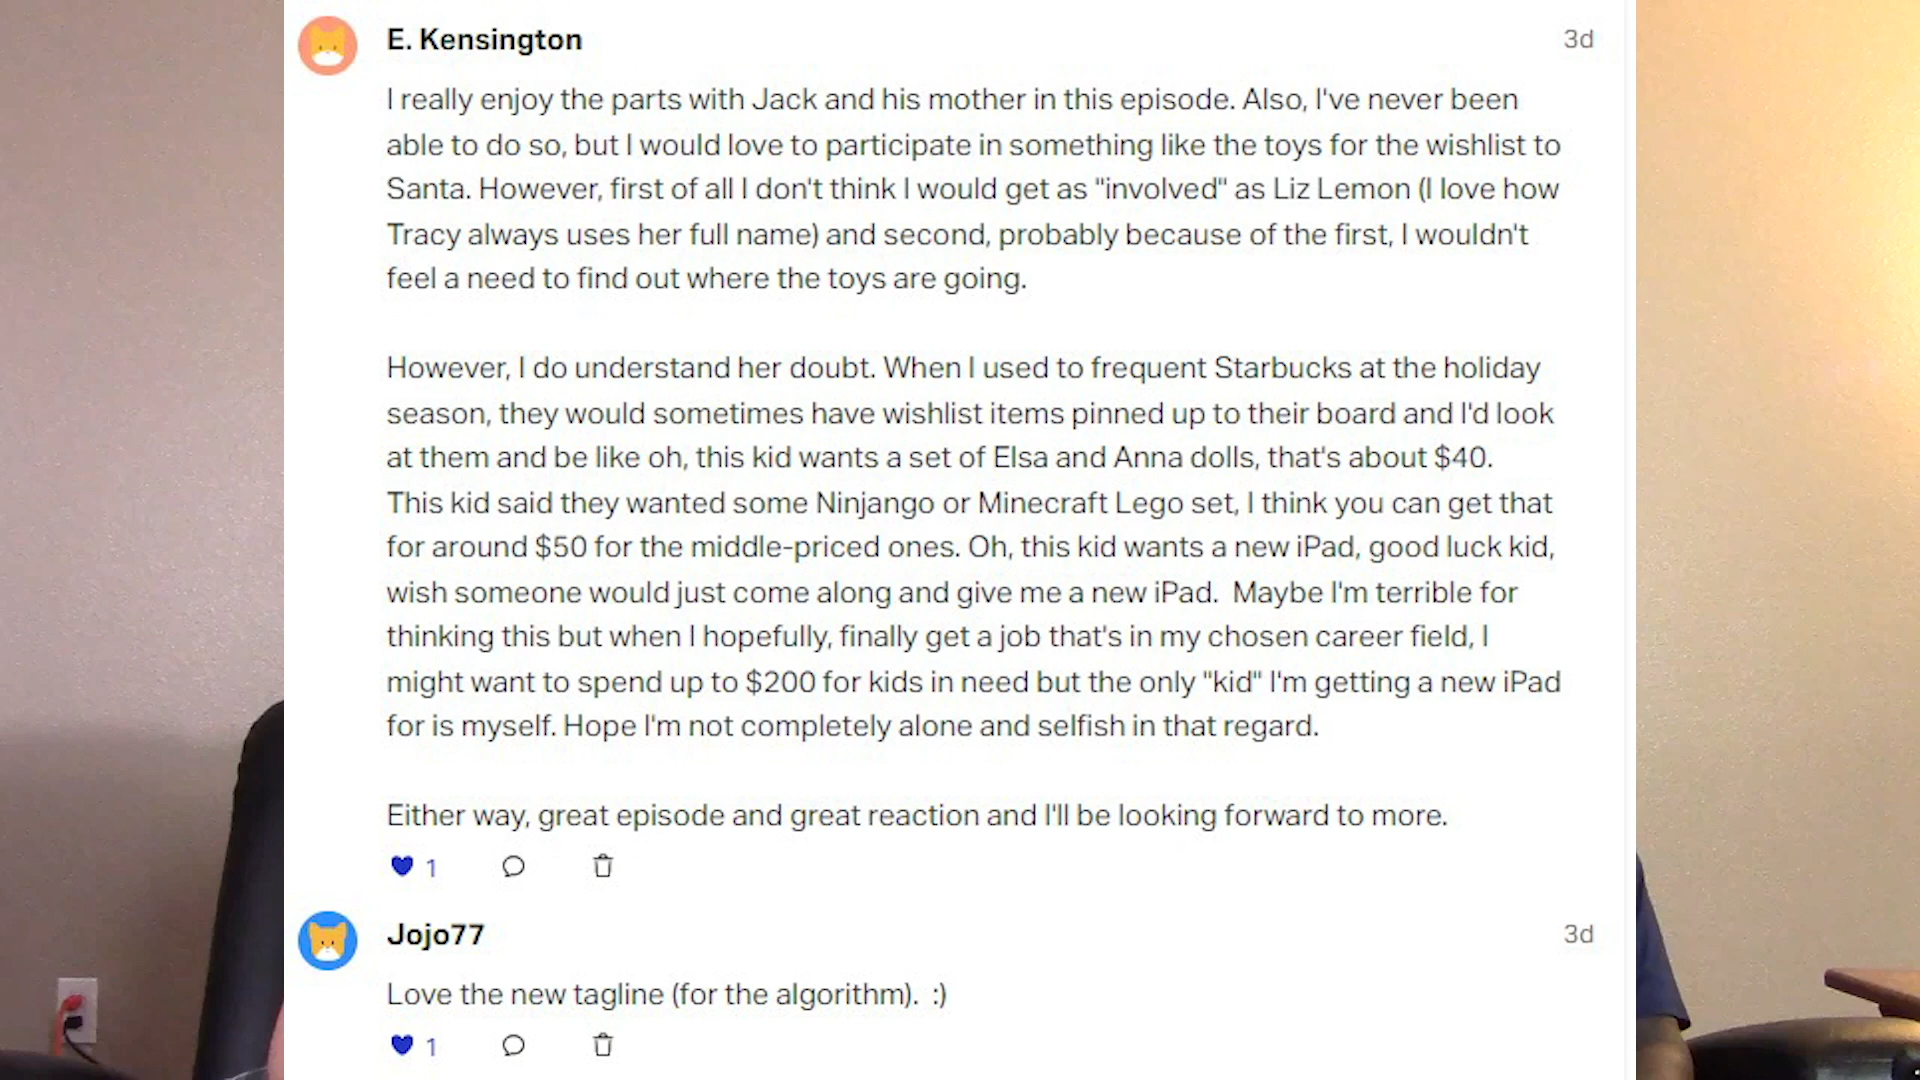 E. Kensington
3d
I really enjoy the parts with Jack and his mother in this episode. Also, I've never been
able to do so, but I would love to participate in something like the toys for the wishlist to
Santa. However, first of all I don't think I would get as "involved" as Liz Lemon (I love how
Tracy always uses her full name) and second, probably because of the first, I wouldn't
feel a need to find out where the toys are going.
However, I do understand her doubt. When I used to frequent Starbucks at the holiday
season, they would sometimes have wishlist items pinned up to their board and I'd look
at them and be like oh, this kid wants a set of Elsa and Anna dolls, that's about $40.
This kid said they wanted some Ninjango or Minecraft Lego set, I think you can get that
for around $50 for the middle-priced ones. Oh, this kid wants a new iPad, good luck kid,
wish someone would just come along and give me a new iPad.  Maybe I'm terrible for
thinking this but when I hopefully, finally get a job that's in my chosen career field, I
might want to spend up to $200 for kids in need but the only "kid" I'm getting a new iPad
for is myself. Hope I'm not completely alone and selfish in that regard.
Either way, great episode and great reaction and I'll be looking forward to more.
1
Jojo77
3d
Love the new tagline (for the algorithm).  :)
1